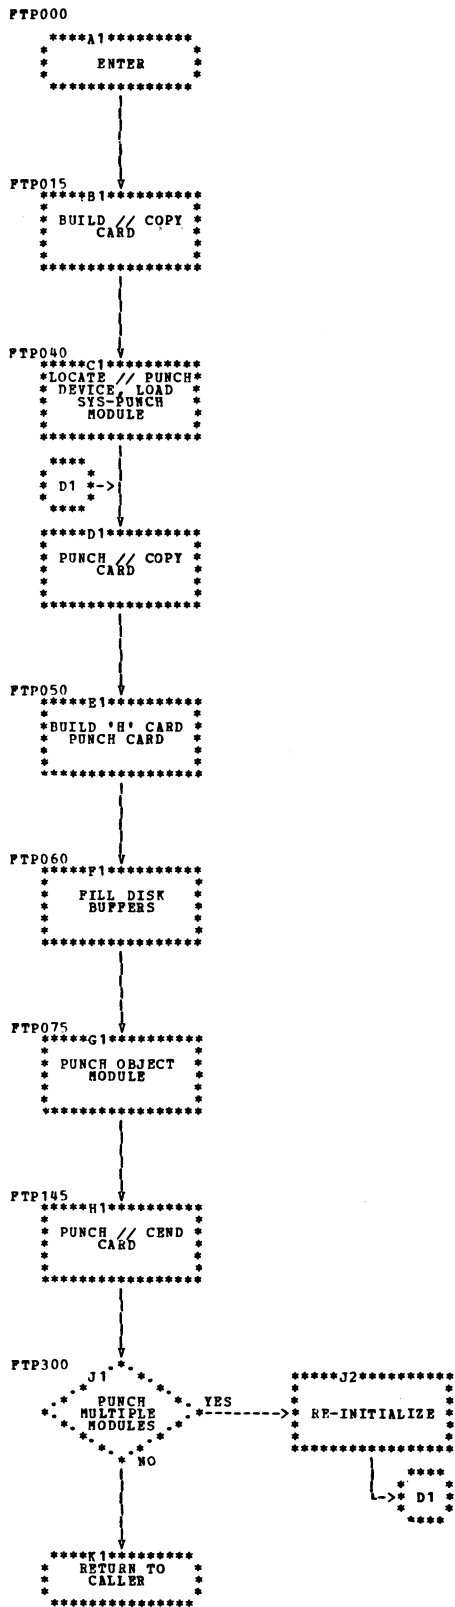 FTP000
A1
ENTER
FTP015
B1
BUILD // COPY
CARD
FTP040
C1
LOCATE // PUNCH
DEVICE, LOAD
SYS-PUNCH
MODULE
D1
D1
PUNCH // COPY
CARD
FTP050
E1
BUILD 'H' CARD
PUNCH CARD
FTP060
F1
FILL DISK
BUFFERS
FTP075
G1
PUNCH OBJECT
MODULE
FTP145
H1
PUNCH // CEND
CARD
FTP300
J1
PUNCH
MULTIPLE
MODULES
YES
NO
J2
RE-INITIALIZE
D1
K1
RETURN TO
CALLER